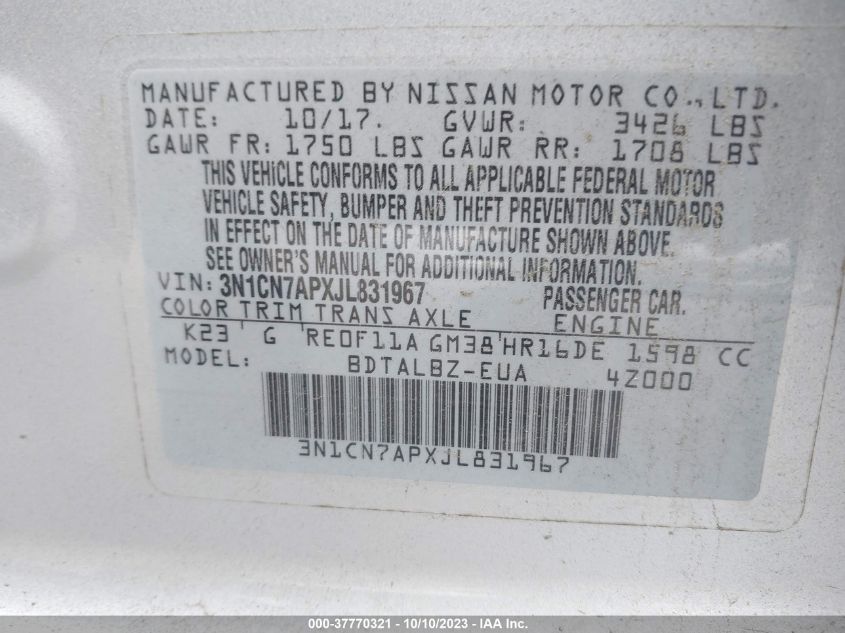 MANUFACTURED BY NISSAN MOTOR CO., LTD.
DATE: 10/17. GVWR: 3426 LBS
GAWR FR: 1750 LBS GAWR RR: 1708 LBS
THIS VEHICLE CONFORMS TO ALL APPLICABLE FEDERAL MOTOR
VEHICLE SAFETY, BUMPER AND THEFT PREVENTION STANDARDS
IN EFFECT ON THE DATE OF MANUFACTURE SHOWN ABOVE.
SEE OWNER'S MANUAL FOR ADDITIONAL INFORMATION.
VIN: 3N1CN7APXJL831967 PASSENGER CAR.
COLOR TRIM TRANS AXLE ENGINE
K23 G RE0F11A GM38 HR16DE 1598 CC
MODEL: BDTALBZ-EUA 4Z000
3N1CN7APXJL831967
000-37770321 - 10/10/2023 - IAA Inc.